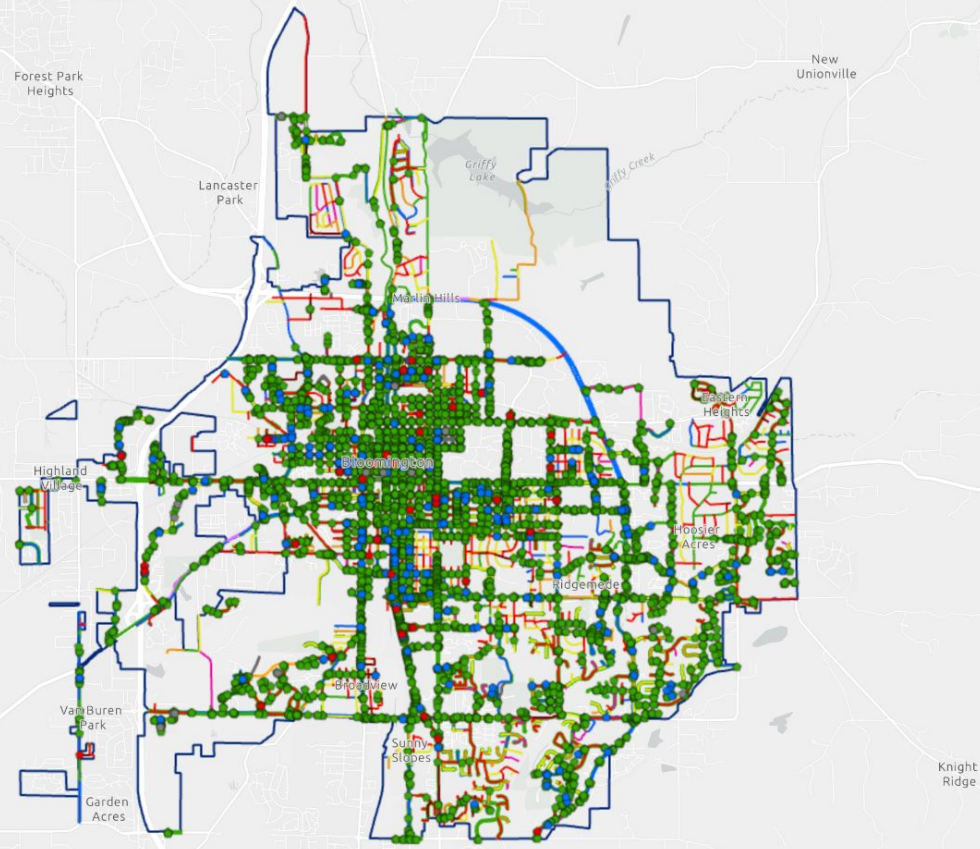 New
Unionville
Forest Park
Heights
Griffy
Lake
Griffy Creek
Lancaster
Park
Marlin Hills
Eastern
Heights
Bloomington
Highland
Village
Hoosier
Acres
Ridgemede
Broadview
Van Buren
Park
Sunny
Slopes
Knight
Ridge
Garden
Acres